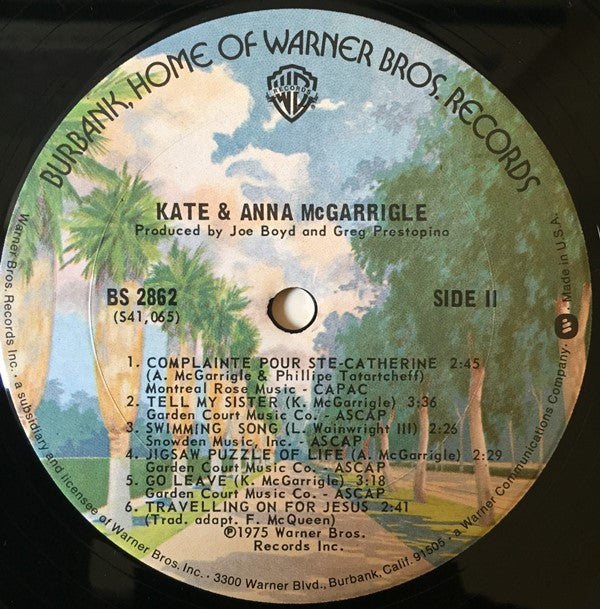 BURBANK, HOME OF WARNER BROS. RECORDS
WB
RECORDS
KATE & ANNA McGARRIGLE
Produced by Joe Boyd and Greg Prestopino
BS 2862
(S41,065)
SIDE II
1. COMPLAINTE POUR STE-CATHERINE 2:45
(A. McGarrigle & Phillipe Tatartcheff)
Montreal Rose Music - CAPAC
2. TELL MY SISTER (K. McGarrigle) 3:36
Garden Court Music Co. - ASCAP
3. SWIMMING SONG (L. Wainwright III) 2:26
Snowden Music, Inc. - ASCAP
4. JIGSAW PUZZLE OF LIFE (A. McGarrigle) 2:29
Garden Court Music Co. - ASCAP
5. GO LEAVE (K. McGarrigle) 3:18
Garden Court Music Co. - ASCAP
6. TRAVELLING ON FOR JESUS 2:41
(Trad. adapt. F. McQueen)
℗1975 Warner Bros.
Records Inc.
Warner Bros. Records Inc. · a subsidiary and licensee of Warner Bros. Inc. · 3300 Warner Blvd., Burbank, Calif. 91505 · a Warner Communications Company · Made in U.S.A.